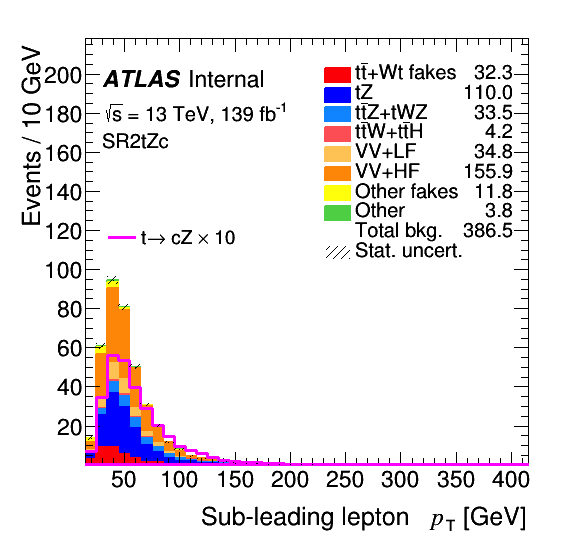 Events / 10 GeV
200
180
160
140
120
100
80
60
40
20
ATLAS Internal
√s = 13 TeV, 139 fb⁻¹
SR2tZc
t→ cZ × 10
tt̄+Wt fakes 32.3
tZ 110.0
tt̄Z+tWZ 33.5
tt̄W+tt̄H 4.2
VV+LF 34.8
VV+HF 155.9
Other fakes 11.8
Other 3.8
Total bkg. 386.5
Stat. uncert.
50 100 150 200 250 300 350 400
Sub-leading lepton p_T [GeV]